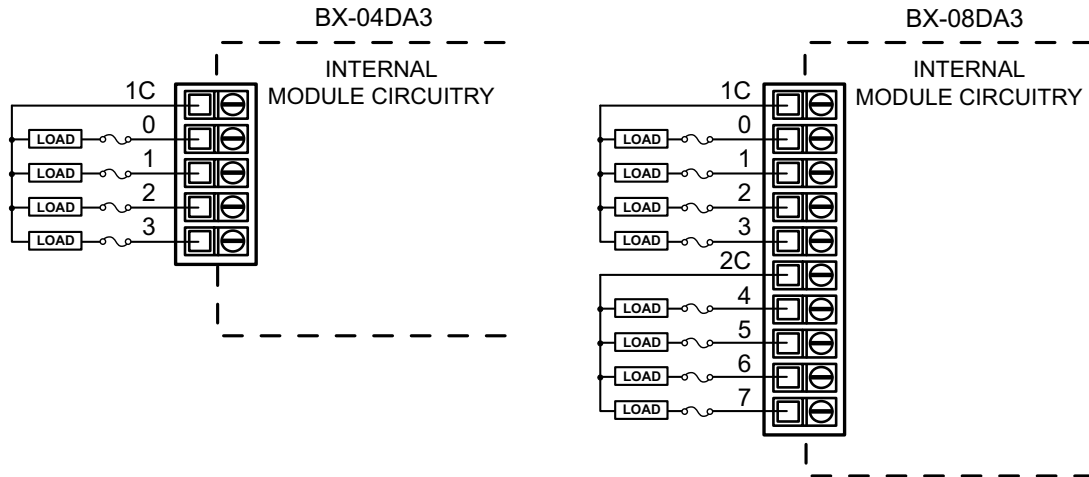 BX-04DA3
INTERNAL
MODULE CIRCUITRY
1C
LOAD 0
LOAD 1
LOAD 2
LOAD 3
BX-08DA3
INTERNAL
MODULE CIRCUITRY
1C
LOAD 0
LOAD 1
LOAD 2
LOAD 3
2C
LOAD 4
LOAD 5
LOAD 6
LOAD 7